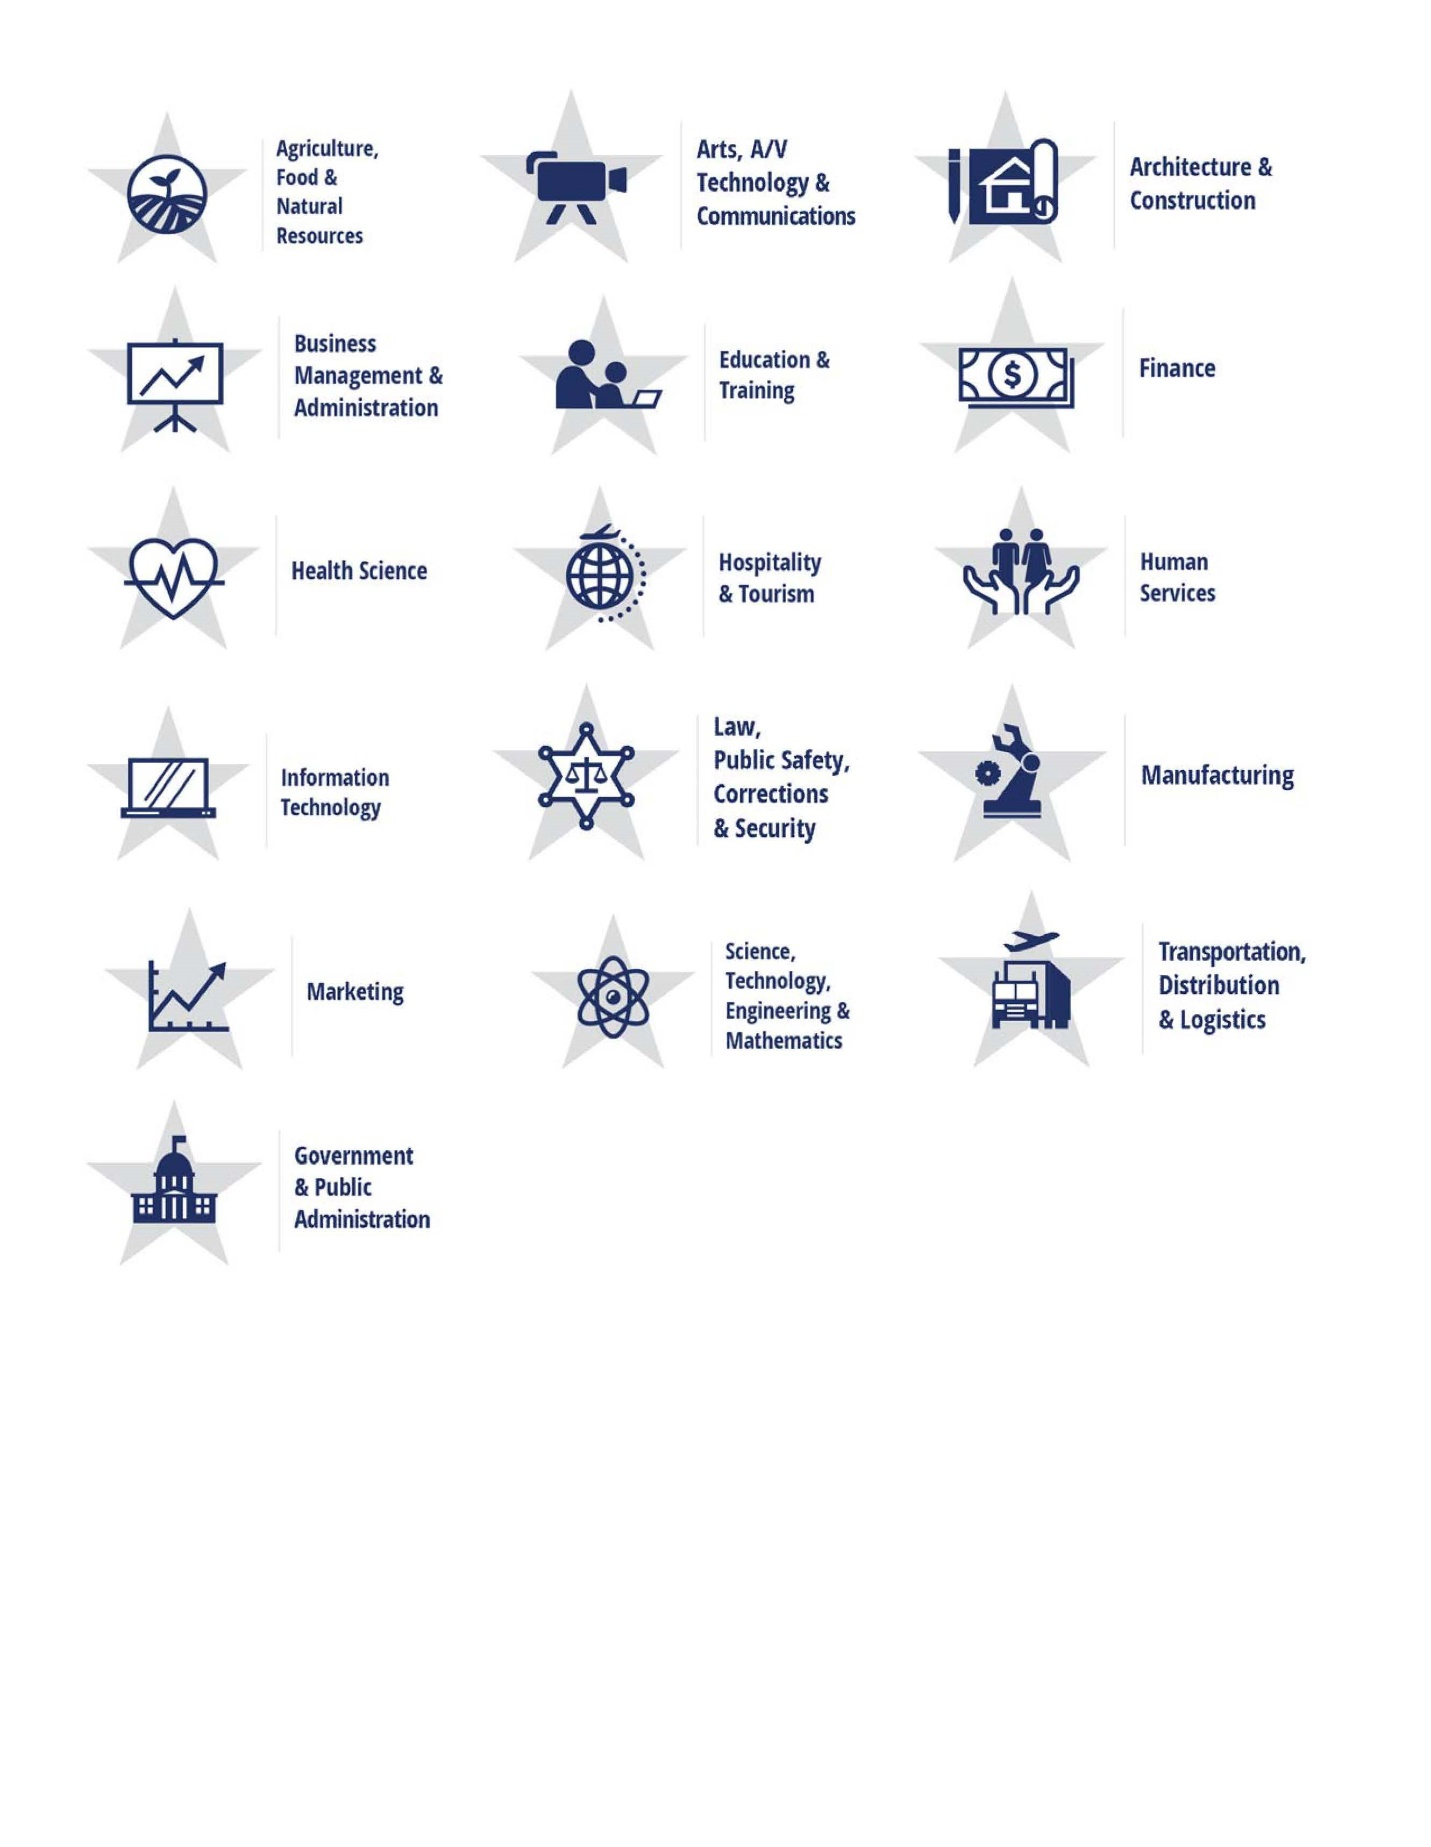 Agriculture,
Food &
Natural
Resources
Arts, A/V
Technology &
Communications
Architecture &
Construction
Business
Management &
Administration
Education &
Training
$
Finance
Health Science
Hospitality
& Tourism
Human
Services
Information
Technology
Law,
Public Safety,
Corrections
& Security
Manufacturing
Marketing
Science,
Technology,
Engineering &
Mathematics
Transportation,
Distribution
& Logistics
Government
& Public
Administration